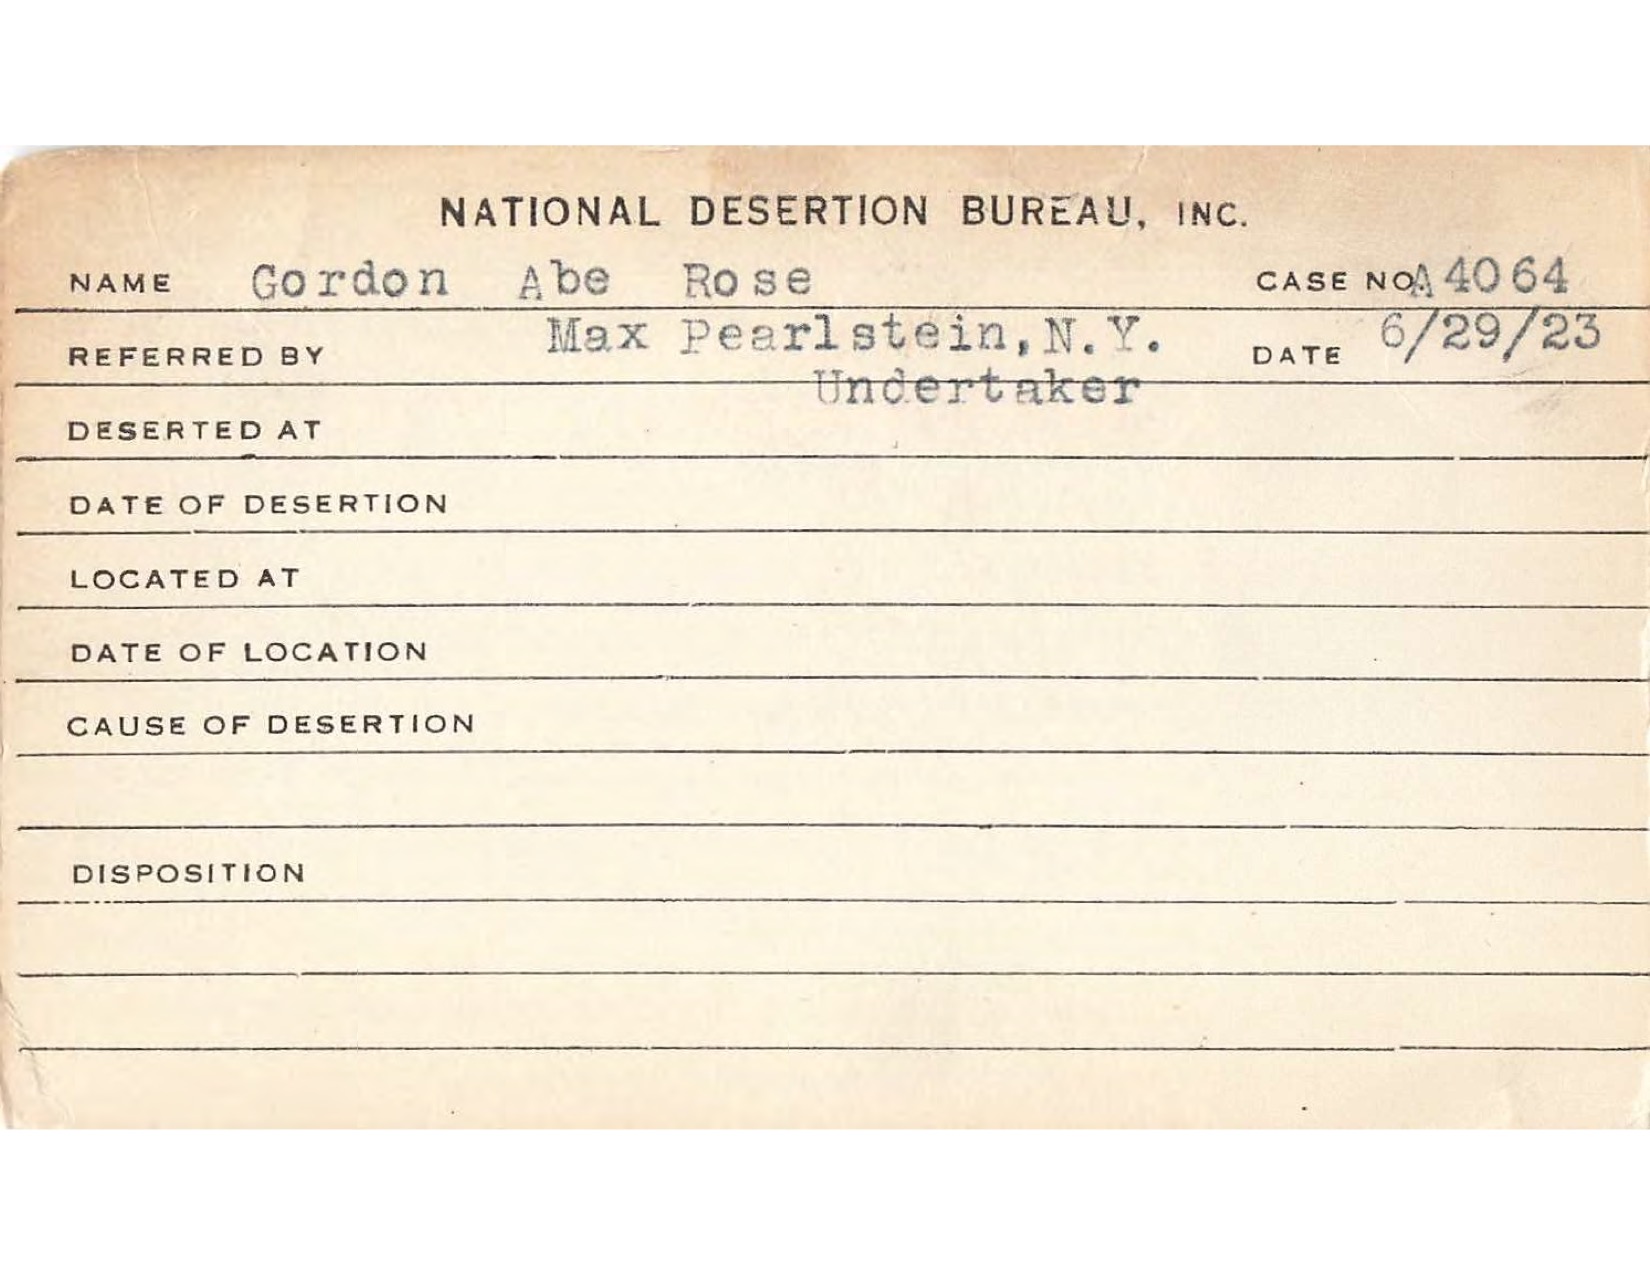 NATIONAL DESERTION BUREAU, INC.
NAME Gordon Abe Rose CASE NO. A4064
REFERRED BY Max Pearlstein, N.Y. DATE 6/29/23
Undertaker
DESERTED AT
DATE OF DESERTION
LOCATED AT
DATE OF LOCATION
CAUSE OF DESERTION
DISPOSITION